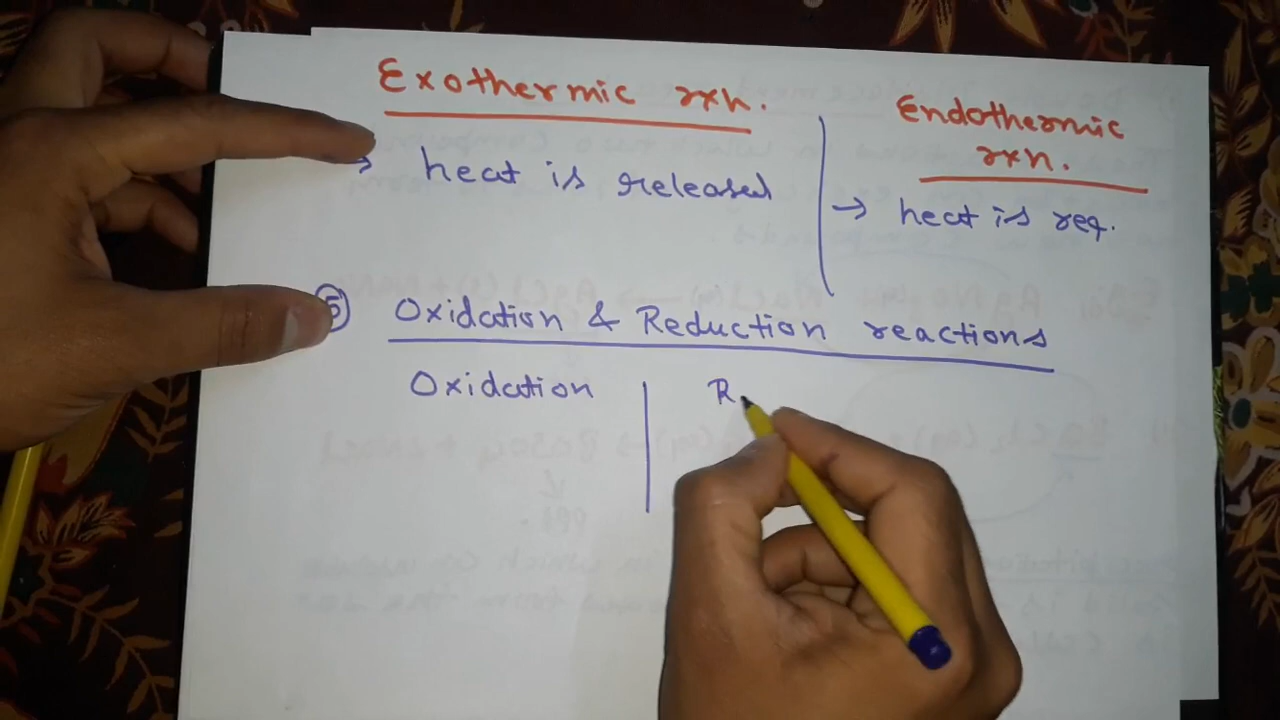 Exothermic rxn.
→ heat is released
Endothermic
rxn.
→ heat is req.
⑤ Oxidation & Reduction reactions
Oxidation
R